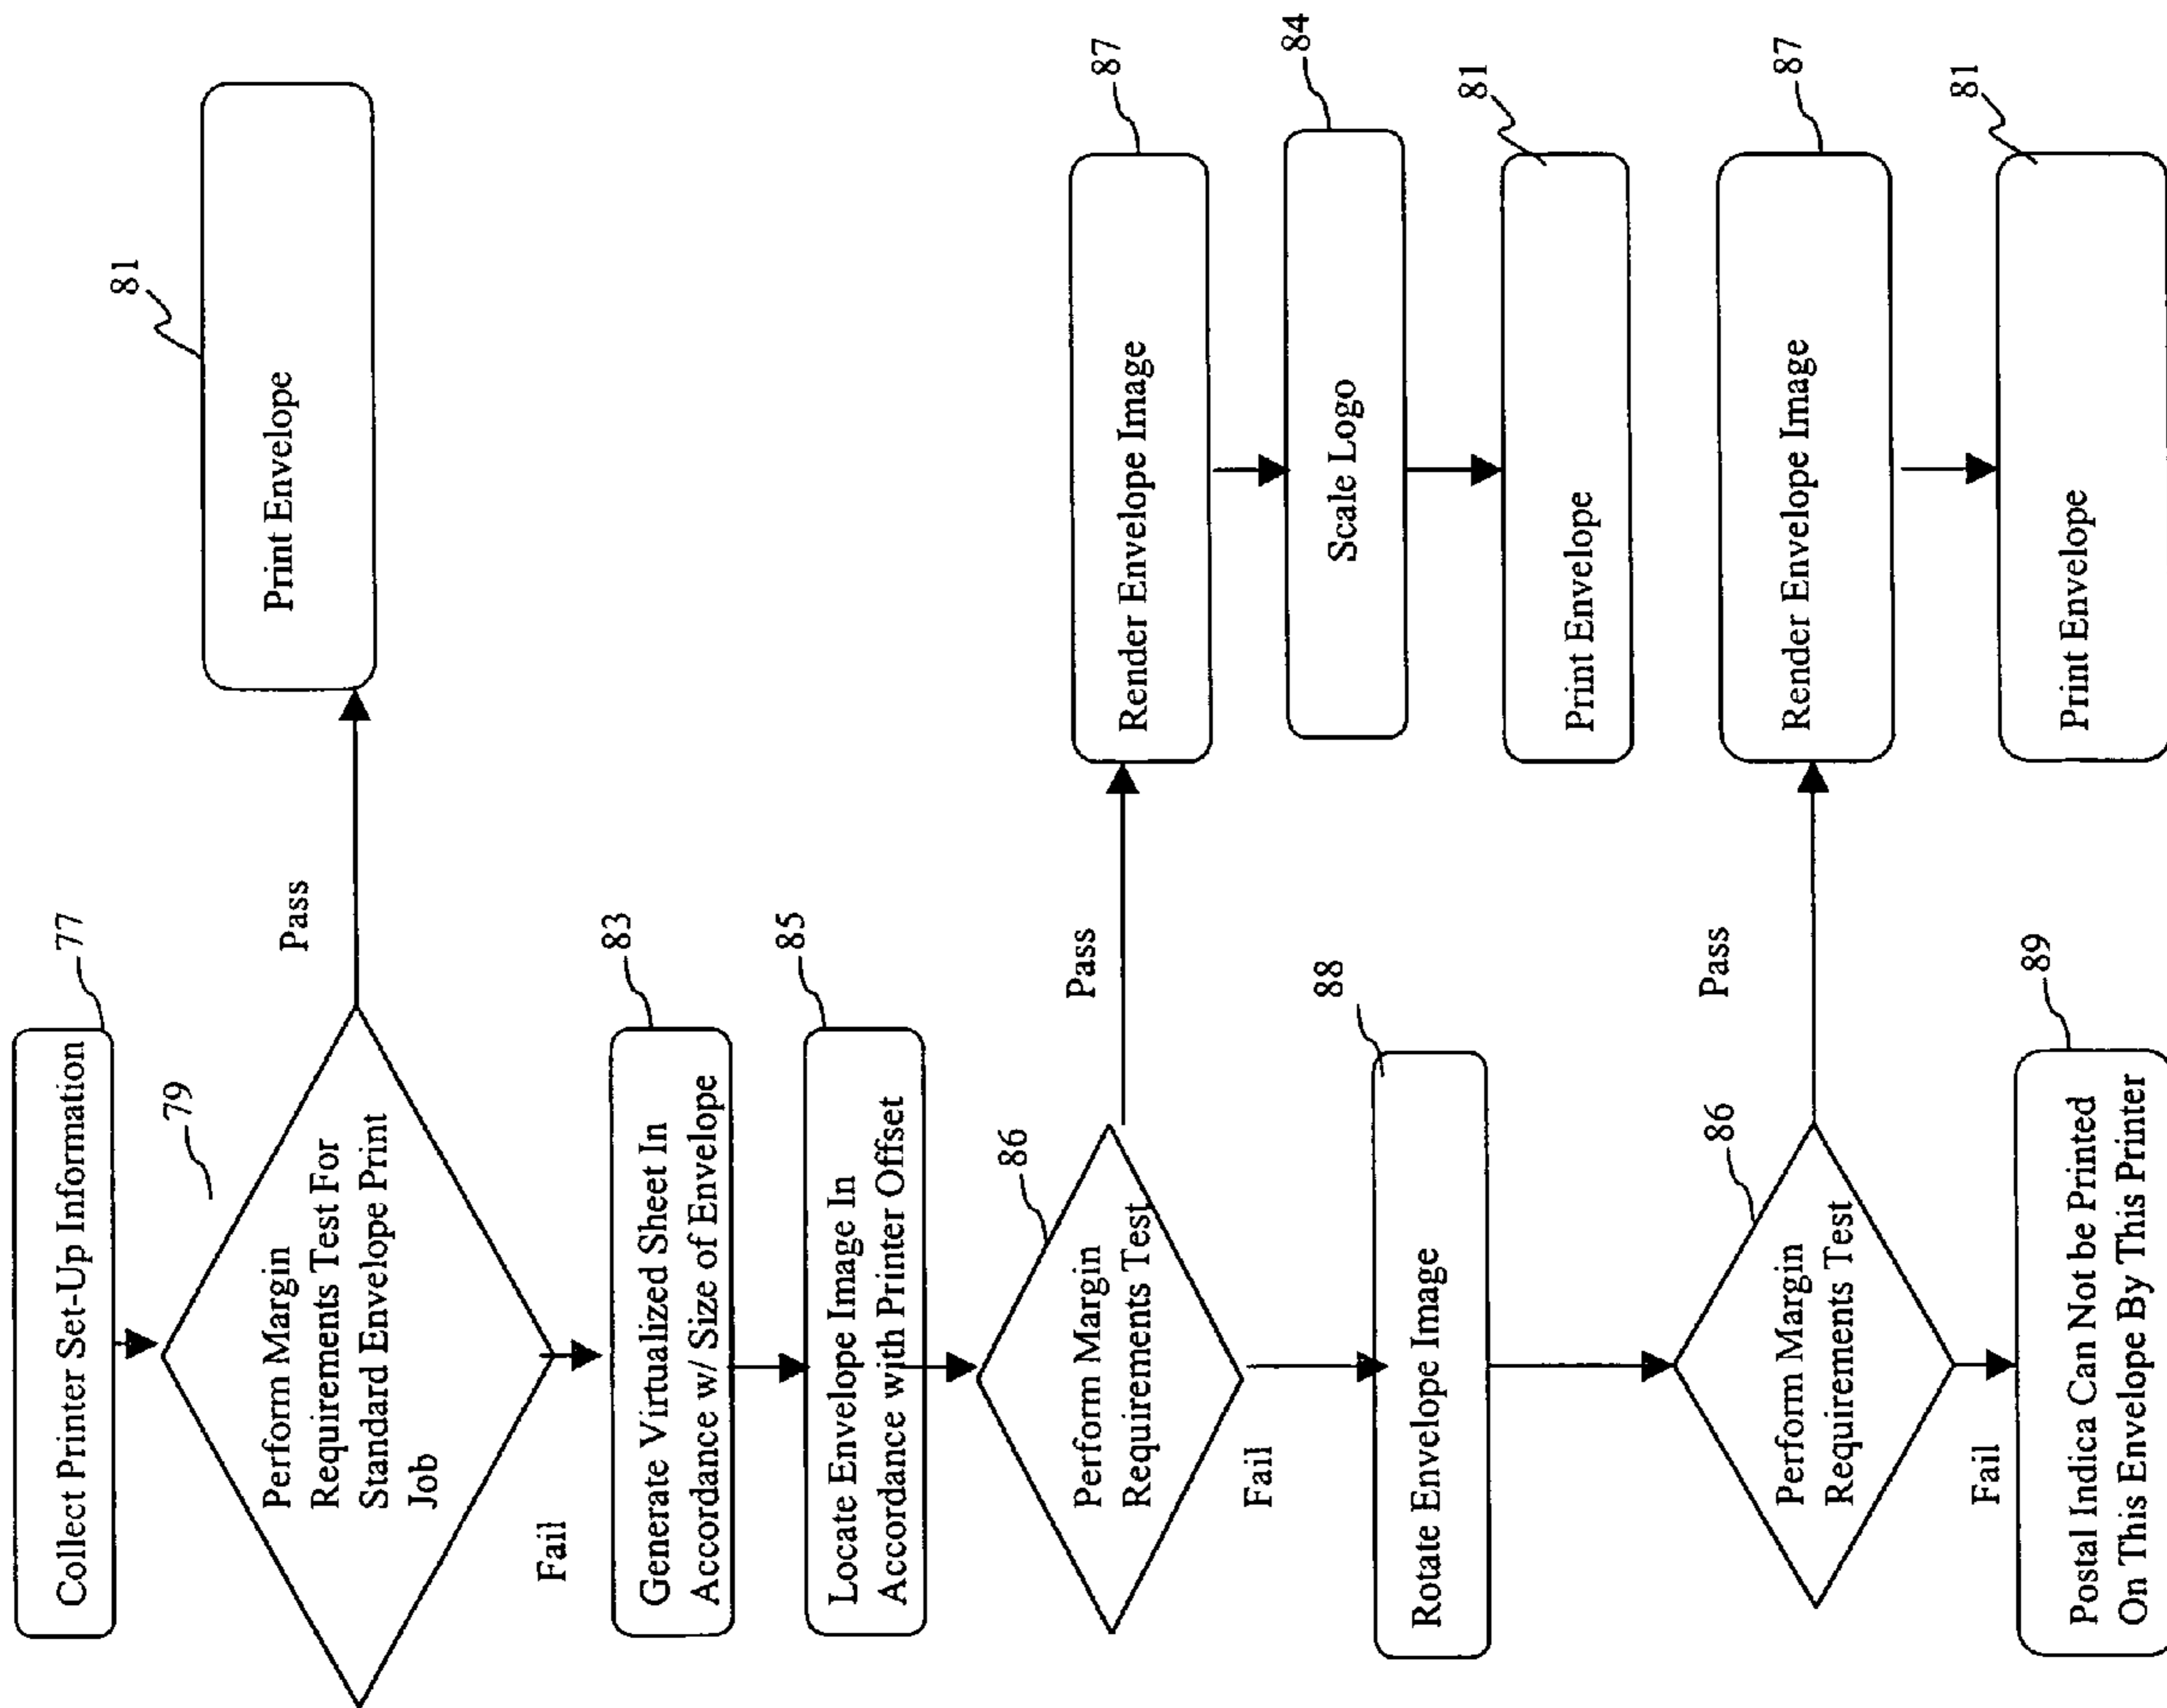 Collect Printer Set-Up Information
77
79
Perform Margin
Requirements Test For
Standard Envelope Print
Job
Pass
81
Print Envelope
Fail
83
Generate Virtualized Sheet In
Accordance w/ Size of Envelope
85
Locate Envelope Image In
Accordance with Printer Offset
86
Perform Margin
Requirements Test
Pass
87
Render Envelope Image
84
Scale Logo
81
Print Envelope
Fail
88
Rotate Envelope Image
86
Perform Margin
Requirements Test
Pass
87
Render Envelope Image
81
Print Envelope
Fail
89
Postal Indica Can Not be Printed
On This Envelope By This Printer